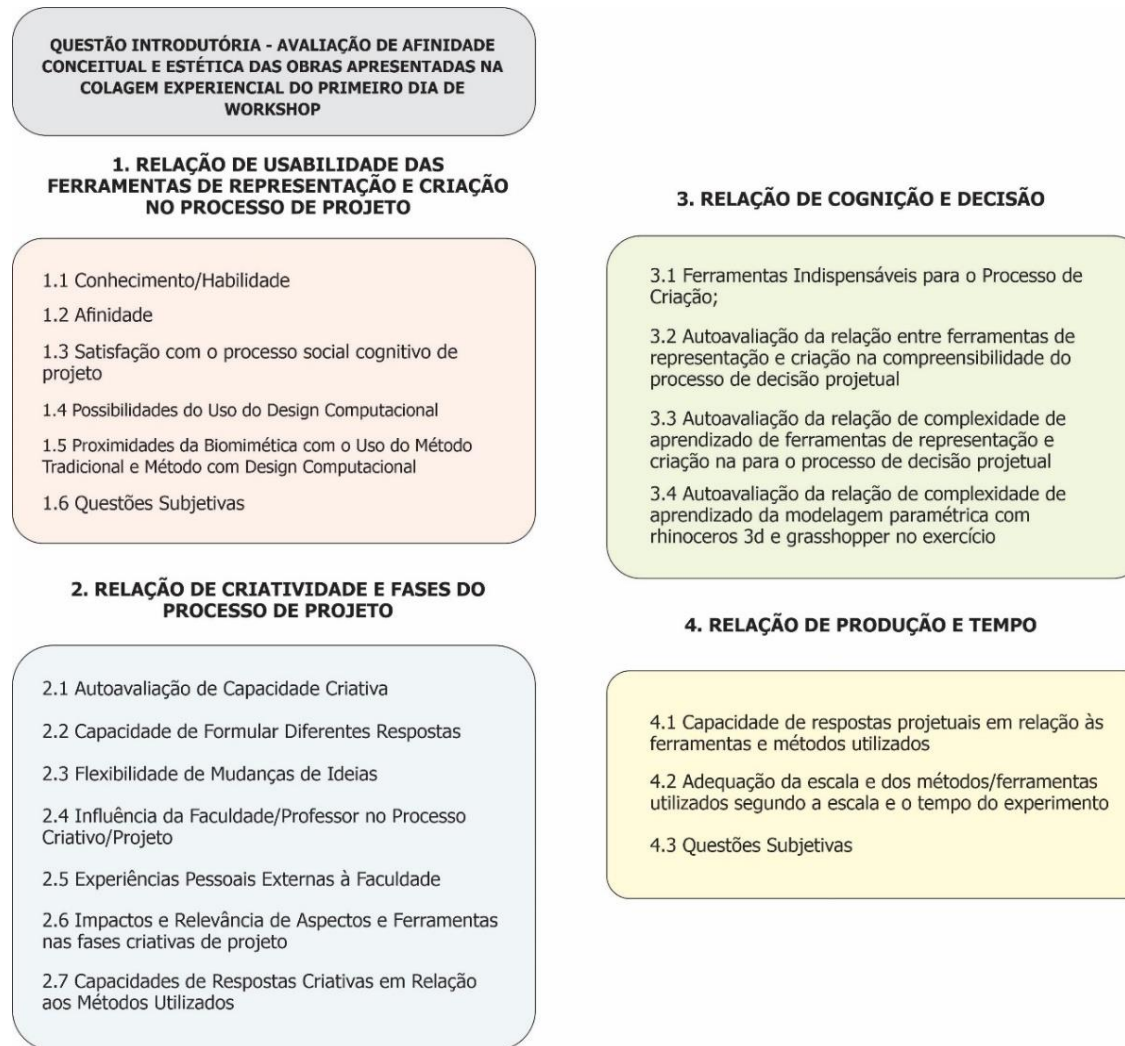 QUESTÃO INTRODUTÓRIA - AVALIAÇÃO DE AFINIDADE
CONCEITUAL E ESTÉTICA DAS OBRAS APRESENTADAS NA
COLAGEM EXPERIENCIAL DO PRIMEIRO DIA DE
WORKSHOP
1. RELAÇÃO DE USABILIDADE DAS
FERRAMENTAS DE REPRESENTAÇÃO E CRIAÇÃO
NO PROCESSO DE PROJETO
1.1 Conhecimento/Habilidade
1.2 Afinidade
1.3 Satisfação com o processo social cognitivo de
projeto
1.4 Possibilidades do Uso do Design Computacional
1.5 Proximidades da Biomimética com o Uso do Método
Tradicional e Método com Design Computacional
1.6 Questões Subjetivas
2. RELAÇÃO DE CRIATIVIDADE E FASES DO
PROCESSO DE PROJETO
2.1 Autoavaliação de Capacidade Criativa
2.2 Capacidade de Formular Diferentes Respostas
2.3 Flexibilidade de Mudanças de Ideias
2.4 Influência da Faculdade/Professor no Processo
Criativo/Projeto
2.5 Experiências Pessoais Externas à Faculdade
2.6 Impactos e Relevância de Aspectos e Ferramentas
nas fases criativas de projeto
2.7 Capacidades de Respostas Criativas em Relação
aos Métodos Utilizados
3. RELAÇÃO DE COGNIÇÃO E DECISÃO
3.1 Ferramentas Indispensáveis para o Processo de
Criação;
3.2 Autoavaliação da relação entre ferramentas de
representação e criação na compreensibilidade do
processo de decisão projetual
3.3 Autoavaliação da relação de complexidade de
aprendizado de ferramentas de representação e
criação na para o processo de decisão projetual
3.4 Autoavaliação da relação de complexidade de
aprendizado da modelagem paramétrica com
rhinoceros 3d e grasshopper no exercício
4. RELAÇÃO DE PRODUÇÃO E TEMPO
4.1 Capacidade de respostas projetuais em relação às
ferramentas e métodos utilizados
4.2 Adequação da escala e dos métodos/ferramentas
utilizados segundo a escala e o tempo do experimento
4.3 Questões Subjetivas